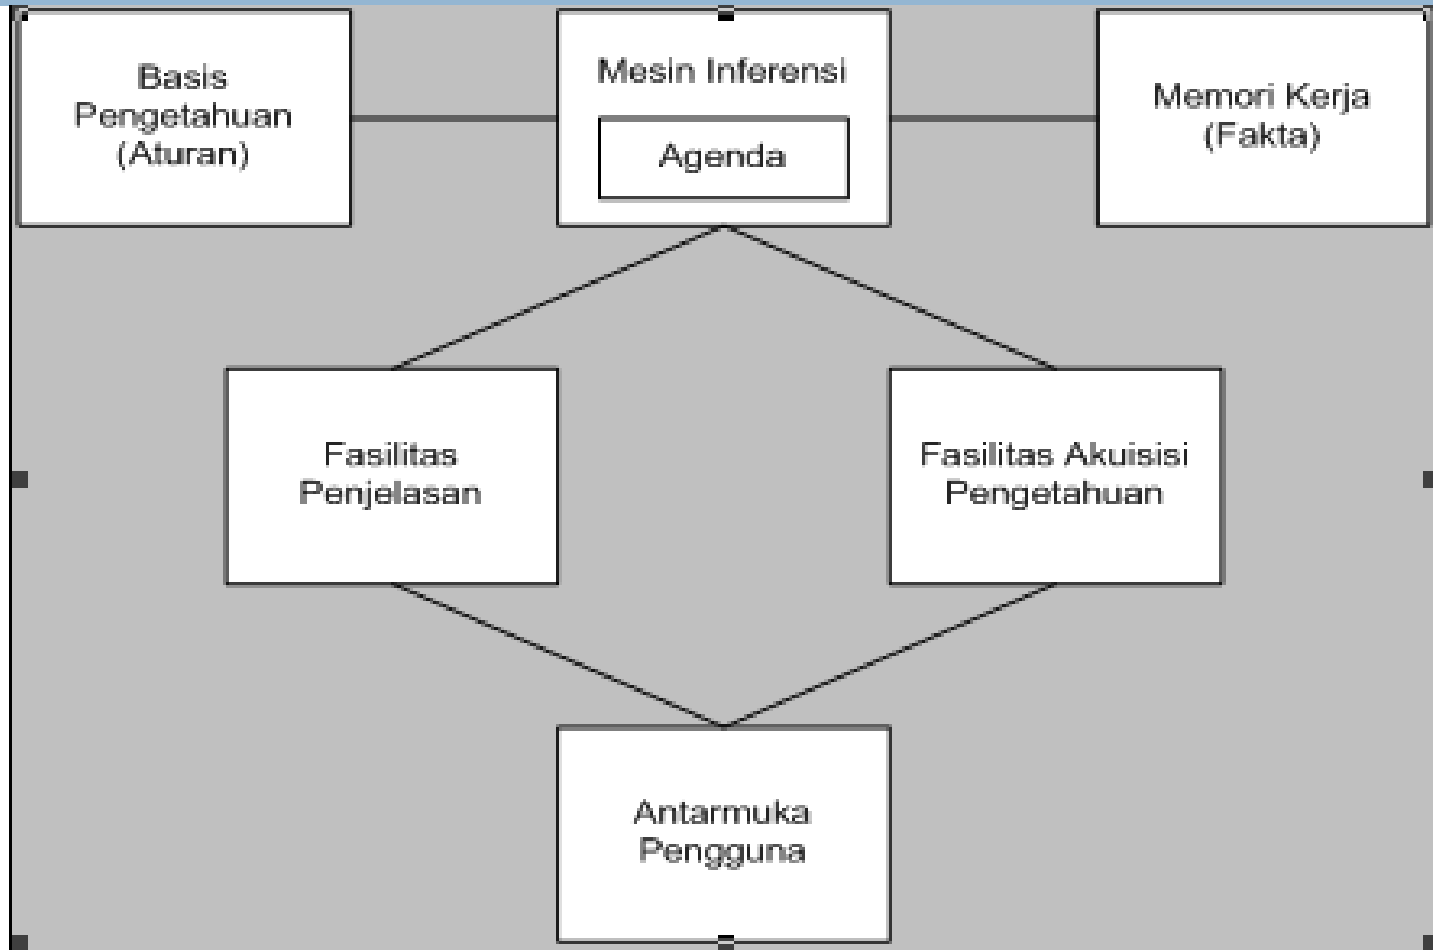 Basis
Pengetahuan
(Aturan)
Mesin Inferensi
Agenda
Memori Kerja
(Fakta)
Fasilitas
Penjelasan
Fasilitas Akuisisi
Pengetahuan
Antarmuka
Pengguna